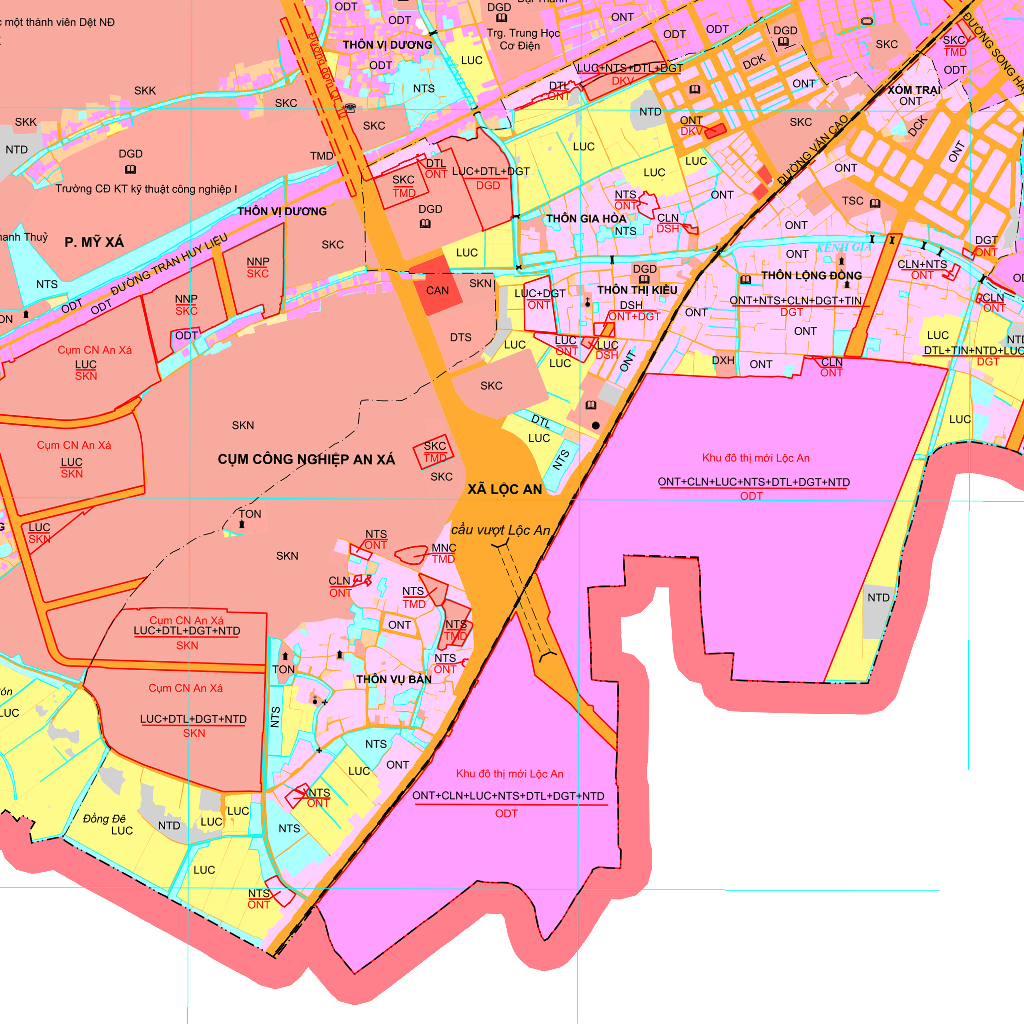 c một thành viên Dệt NĐ
ODT
ODT
THÔN VỊ DƯƠNG
ODT
LUC
NTS
DGD
Trg. Trung Học
Cơ Điện
ONT
ODT
ODT
DGD
SKC
SKC
TMD
ODT
ĐƯỜNG SONG HÀ
SKK
SKC
SKK
SKC
NTD
DGD
Trường CĐ KT kỹ thuật công nghiệp I
TMD
LUC+NTS+DTL+DGT
DKV
DTL
ONT
NTD
DCK
ONT
ONT
DKV
SKC
ĐƯỜNG VĂN CAO
XÓM TRẠI
ONT
DCK
ONT
LUC
LUC
LUC
ONT
ONT
DTL
ONT
LUC+DTL+DGT
DGD
SKC
TMD
DGD
THÔN VỊ DƯƠNG
P. MỸ XÁ
ĐƯỜNG TRẦN HUY LIỆU
NTS
ODT
ODT
ON
SKC
NNP
SKC
NNP
SKC
ODT
NTS
ONT
THÔN GIA HÒA
NTS
CLN
DSH
TSC
ONT
KÊNH GIA
DGT
ONT
CLN+NTS
ONT
CLN
ONT
LUC
CAN
SKN
DGD
THÔN THỊ KIỀU
DSH
ONT+DGT
LUC+DGT
ONT
ONT
THÔN LỘNG ĐỒNG
ONT+NTS+CLN+DGT+TIN
DGT
ONT
ONT
LUC
DTL+TIN+NTD+LUC
DGT
DTS
LUC
LUC
ONT
LUC
DSH
ONT
LUC
DXH
ONT
CLN
ONT
Cụm CN An Xá
LUC
SKN
Cụm CN An Xá
LUC
SKN
SKN
SKC
CỤM CÔNG NGHIỆP AN XÁ
SKC
TMD
SKC
DTL
LUC
NTS
LUC
Khu đô thị mới Lộc An
ONT+CLN+LUC+NTS+DTL+DGT+NTD
ODT
XÃ LỘC AN
cầu vượt Lộc An
LUC
SKN
TON
SKN
NTS
ONT
MNC
TMD
CLN
ONT
NTS
TMD
NTD
Cụm CN An Xá
LUC+DTL+DGT+NTD
SKN
ONT
NTS
TMD
NTS
ONT
TON
THÔN VỤ BẢN
Cụm CN An Xá
LUC+DTL+DGT+NTD
SKN
NTS
LUC
NTS
ONT
LUC
Khu đô thị mới Lộc An
ONT+CLN+LUC+NTS+DTL+DGT+NTD
ODT
NTS
ONT
Đồng Đê
LUC
NTD
LUC
LUC
NTS
LUC
NTS
ONT